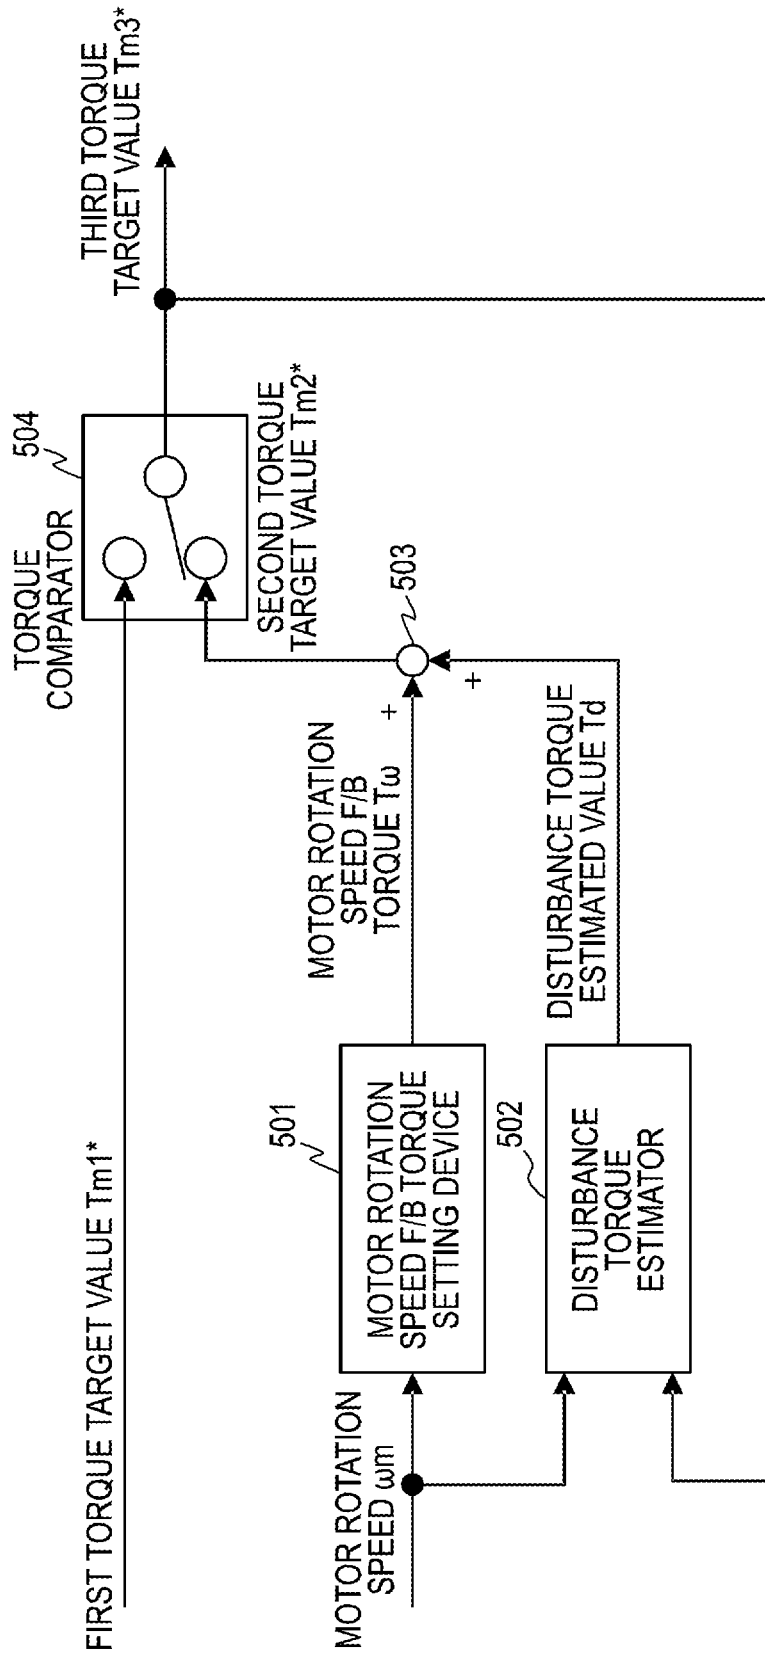 FIRST TORQUE TARGET VALUE Tm1*
TORQUE
COMPARATOR
504
THIRD TORQUE
TARGET VALUE Tm3*
SECOND TORQUE
TARGET VALUE Tm2*
MOTOR ROTATION
SPEED ωm
501
MOTOR ROTATION
SPEED F/B TORQUE
SETTING DEVICE
MOTOR ROTATION
SPEED F/B
TORQUE Tω
+
503
+
502
DISTURBANCE
TORQUE
ESTIMATOR
DISTURBANCE TORQUE
ESTIMATED VALUE Td